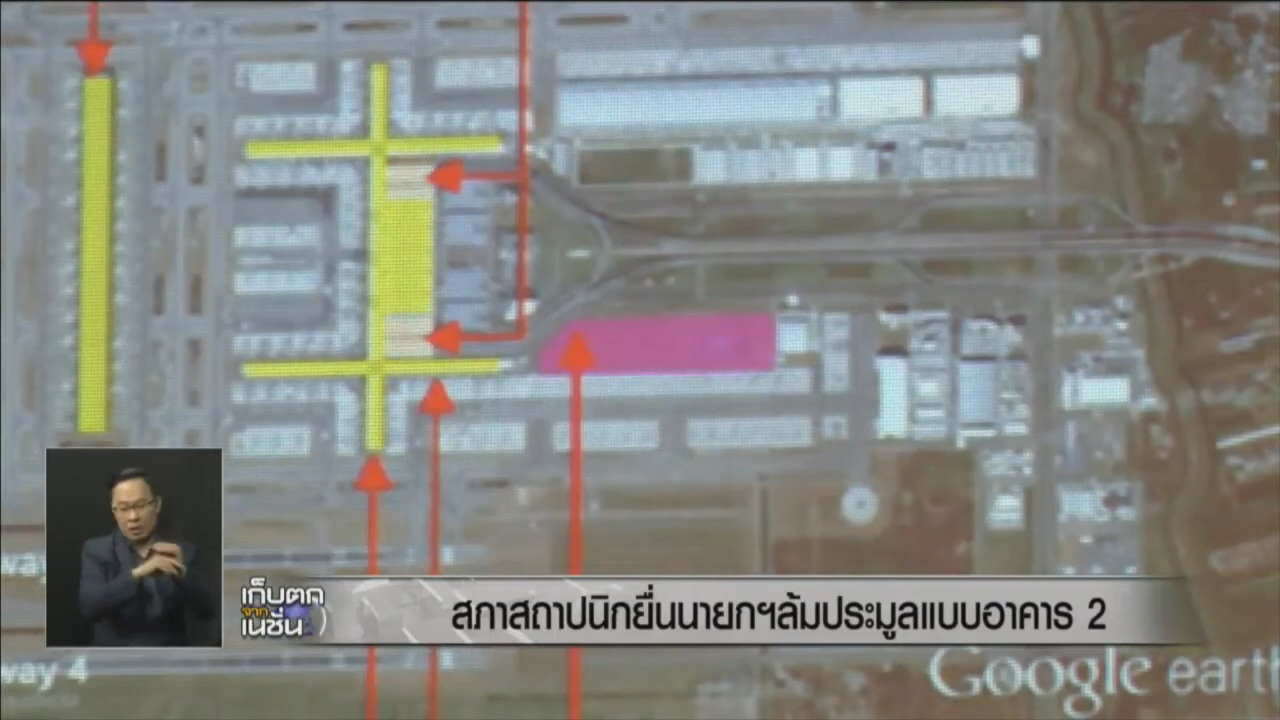 way
เก็บตก
จาก
เนชั่น
สภาสถาปนิกยื่นนายกฯล้มประมูลแบบอาคาร 2
way 4
Google earth